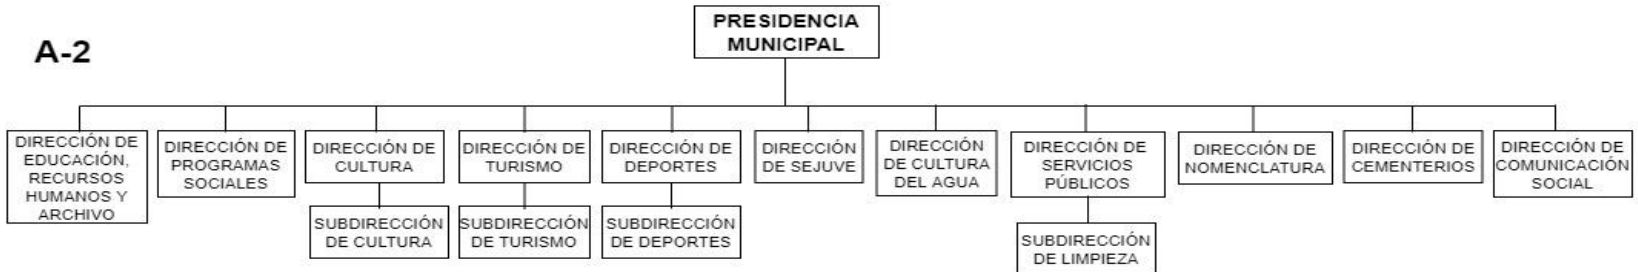 PRESIDENCIA
MUNICIPAL
A-2
DIRECCIÓN DE
EDUCACIÓN,
RECURSOS
HUMANOS Y
ARCHIVO
DIRECCIÓN DE
PROGRAMAS
SOCIALES
DIRECCIÓN DE
CULTURA
DIRECCIÓN DE
TURISMO
DIRECCIÓN DE
DEPORTES
DIRECCIÓN
DE SEJUVE
DIRECCIÓN
DE CULTURA
DEL AGUA
DIRECCIÓN DE
SERVICIOS
PÚBLICOS
DIRECCIÓN DE
NOMENCLATURA
DIRECCIÓN DE
CEMENTERIOS
DIRECCIÓN DE
COMUNICACIÓN
SOCIAL
SUBDIRECCIÓN
DE CULTURA
SUBDIRECCIÓN
DE TURISMO
SUBDIRECCIÓN
DE DEPORTES
SUBDIRECCIÓN
DE LIMPIEZA